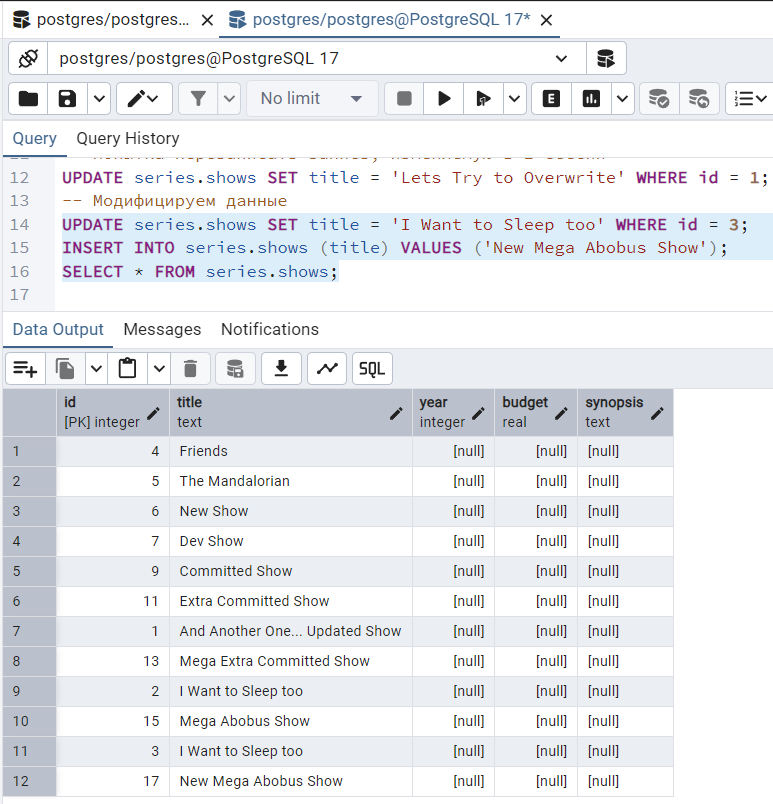 postgres/postgres... × postgres/postgres@PostgreSQL 17* ×
postgres/postgres@PostgreSQL 17
No limit
E
Query Query History
12 UPDATE series.shows SET title = 'Lets Try to Overwrite' WHERE id = 1;
13 -- Модифицируем данные
14 UPDATE series.shows SET title = 'I Want to Sleep too' WHERE id = 3;
15 INSERT INTO series.shows (title) VALUES ('New Mega Abobus Show');
16 SELECT * FROM series.shows;
17
Data Output Messages Notifications
SQL
id title year budget synopsis
[PK] integer text integer real text
1 4 Friends [null] [null] [null]
2 5 The Mandalorian [null] [null] [null]
3 6 New Show [null] [null] [null]
4 7 Dev Show [null] [null] [null]
5 9 Committed Show [null] [null] [null]
6 11 Extra Committed Show [null] [null] [null]
7 1 And Another One... Updated Show [null] [null] [null]
8 13 Mega Extra Committed Show [null] [null] [null]
9 2 I Want to Sleep too [null] [null] [null]
10 15 Mega Abobus Show [null] [null] [null]
11 3 I Want to Sleep too [null] [null] [null]
12 17 New Mega Abobus Show [null] [null] [null]